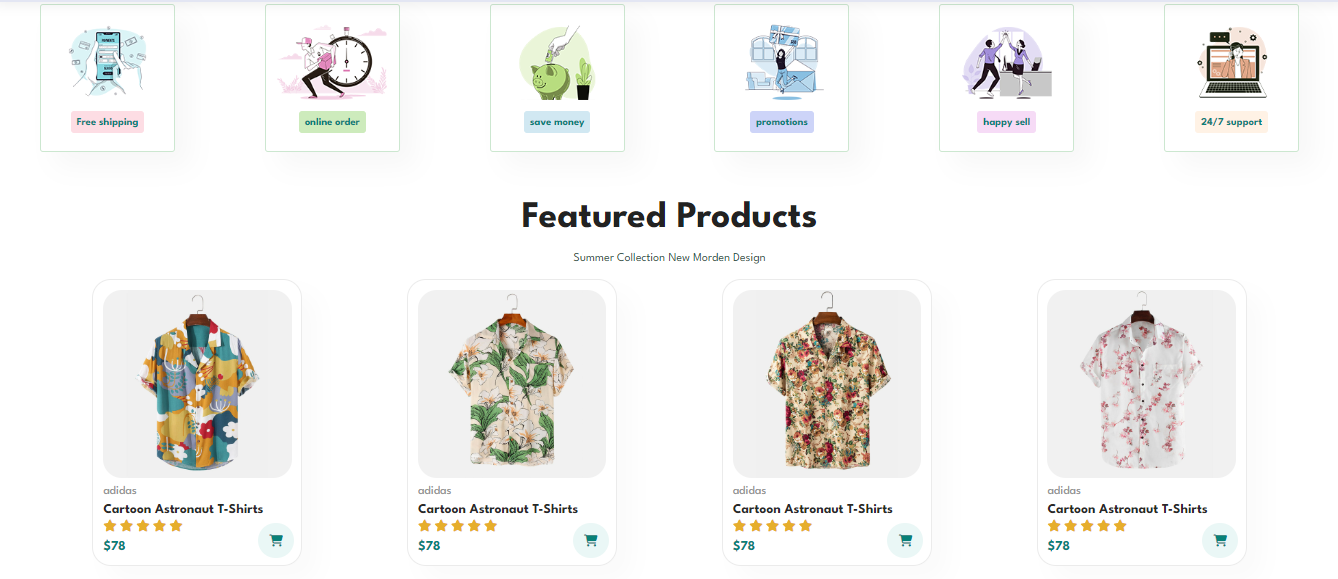 Free shipping
online order
save money
promotions
happy sell
24/7 support
Featured Products
Summer Collection New Morden Design
adidas
Cartoon Astronaut T-Shirts
$78
adidas
Cartoon Astronaut T-Shirts
$78
adidas
Cartoon Astronaut T-Shirts
$78
adidas
Cartoon Astronaut T-Shirts
$78